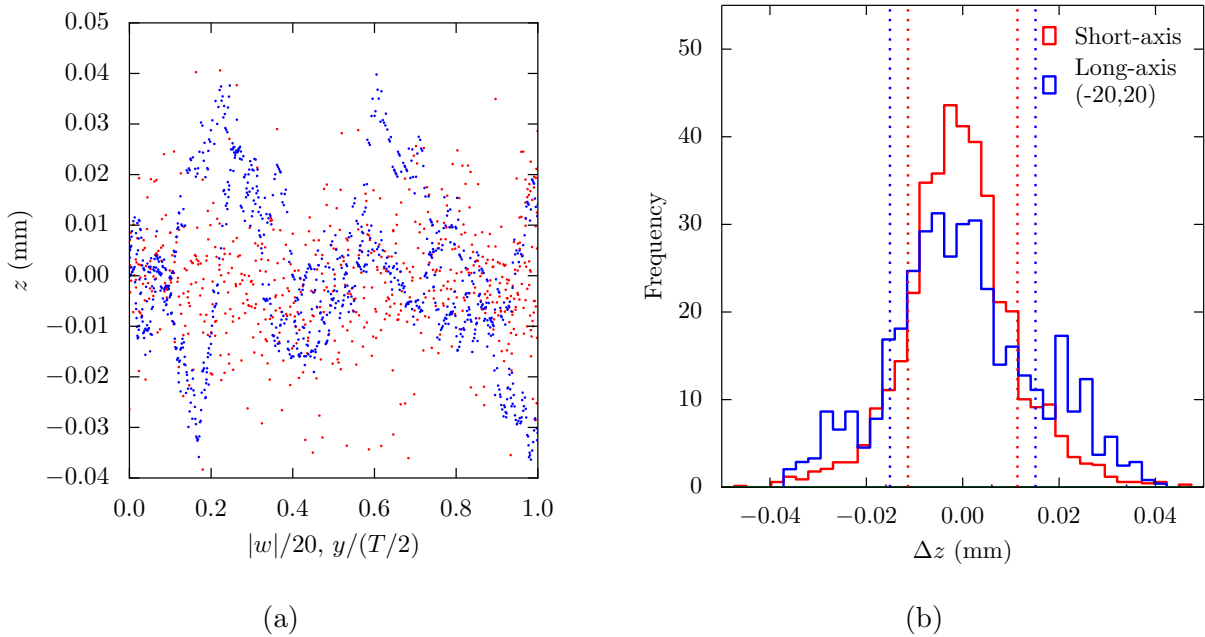 0.05
0.04
0.03
0.02
0.01
0.00
−0.01
−0.02
−0.03
−0.04
z (mm)
0.0 0.2 0.4 0.6 0.8 1.0
|w|/20, y/(T/2)
(a)
50
40
30
20
10
0
Frequency
Short-axis
Long-axis
(-20,20)
−0.04 −0.02 0.00 0.02 0.04
Δz (mm)
(b)